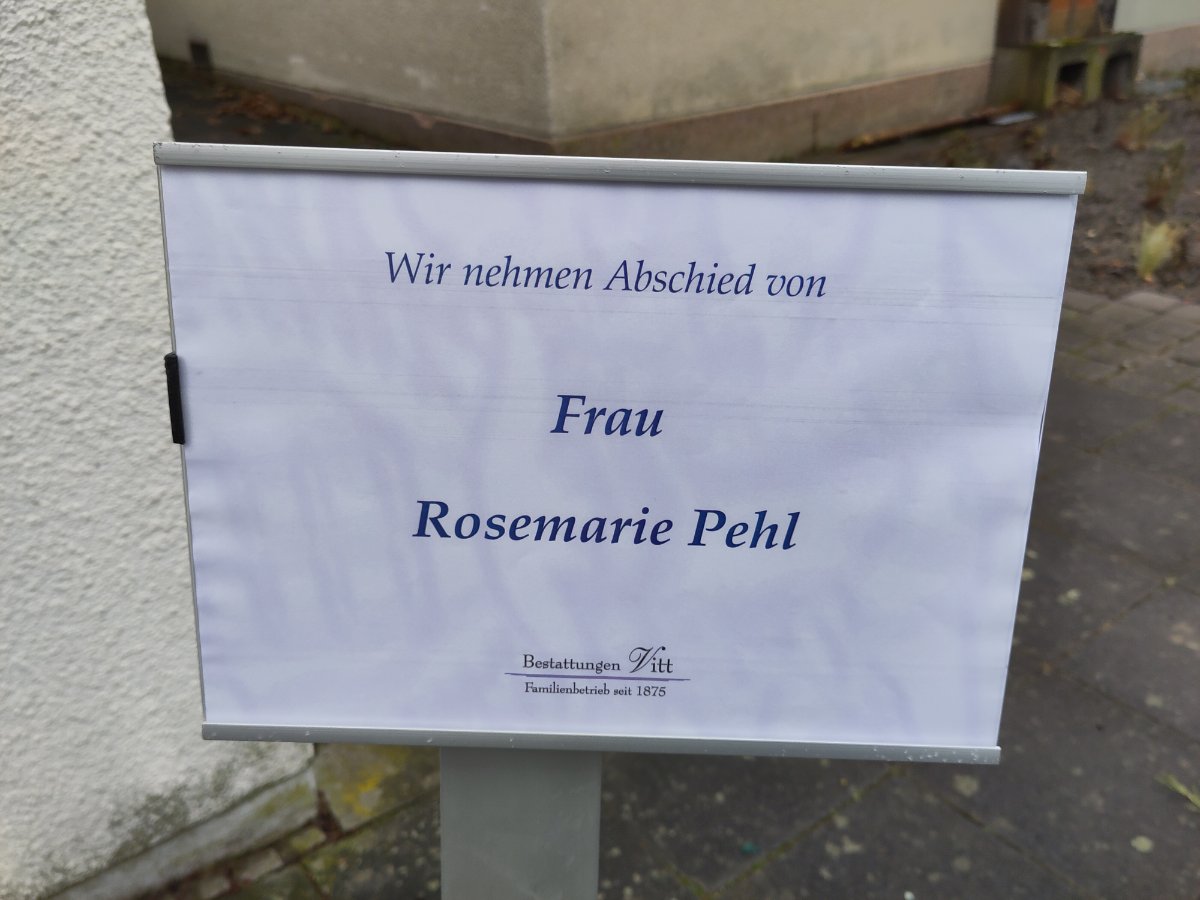 Wir nehmen Abschied von
Frau
Rosemarie Pehl
Bestattungen Vitt
Familienbetrieb seit 1875